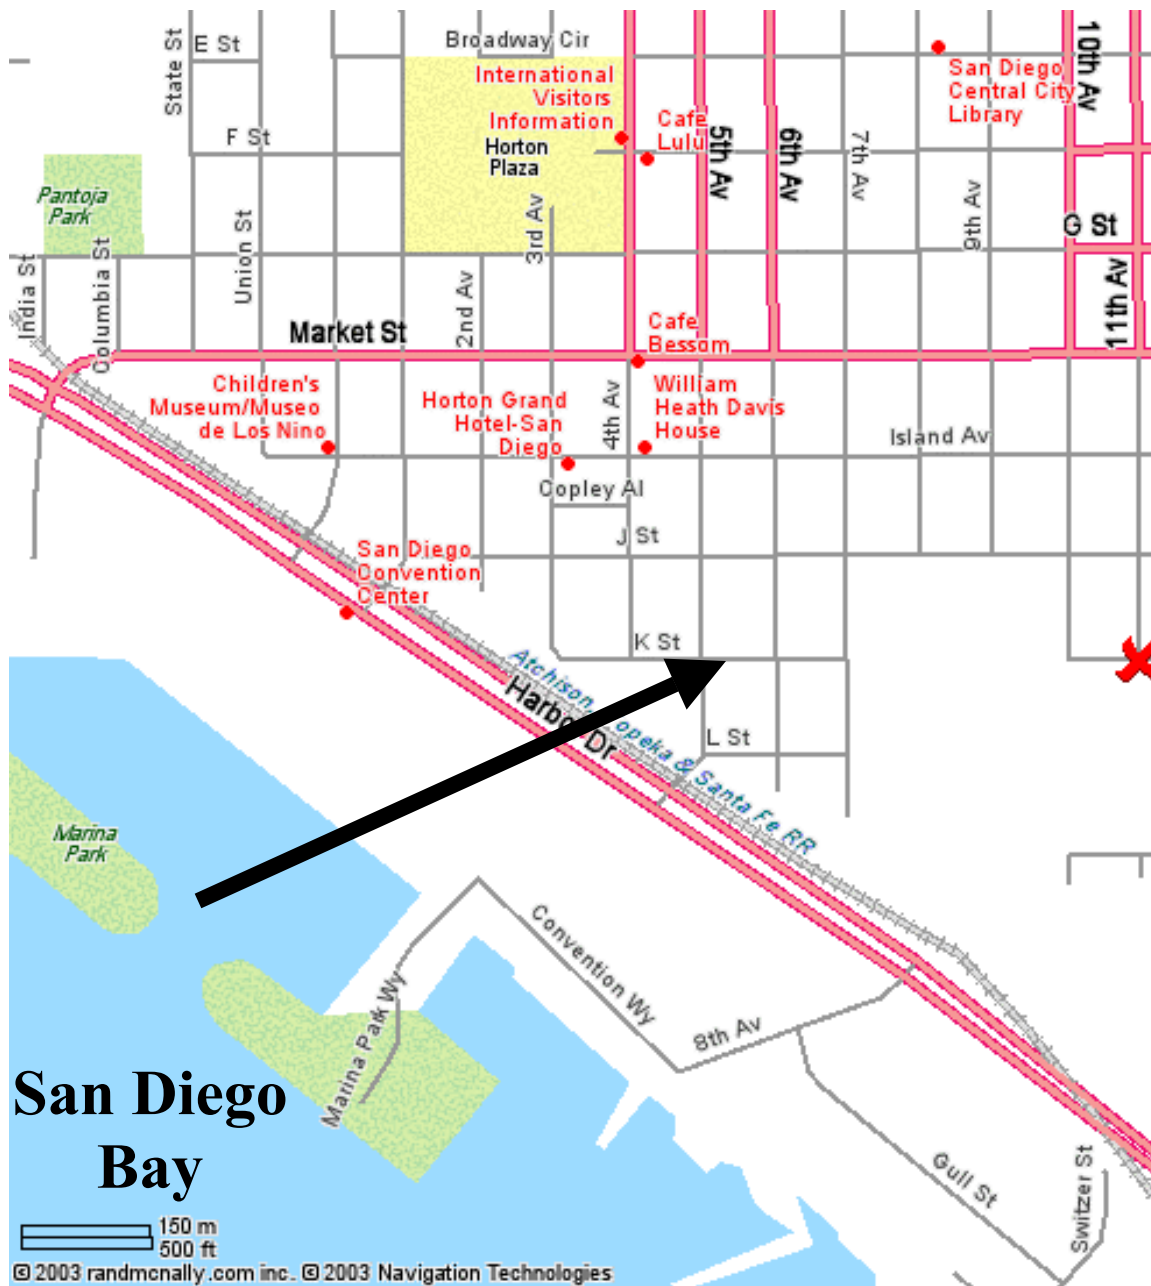 State St
E St
Broadway Cir
10th Av
International
Visitors
Information
San Diego
Central City
Library
Cafe
Lulu
F St
Horton
Plaza
5th Av
6th Av
7th Av
Pantoja
Park
3rd Av
9th Av
G St
Union St
India St
Columbia St
2nd Av
11th Av
Market St
Cafe
Bessom
Children's
Museum/Museo
de Los Nino
Horton Grand
Hotel-San
Diego
4th Av
William
Heath Davis
House
Island Av
Copley Al
J St
San Diego
Convention
Center
K St
Atchison, Topeka & Santa Fe RR
Harbor Dr
L St
Marina
Park
Convention Wy
Marina Park Wy
8th Av
San Diego
Bay
Gull St
Switzer St
150 m
500 ft
© 2003 randmcnally.com inc. © 2003 Navigation Technologies